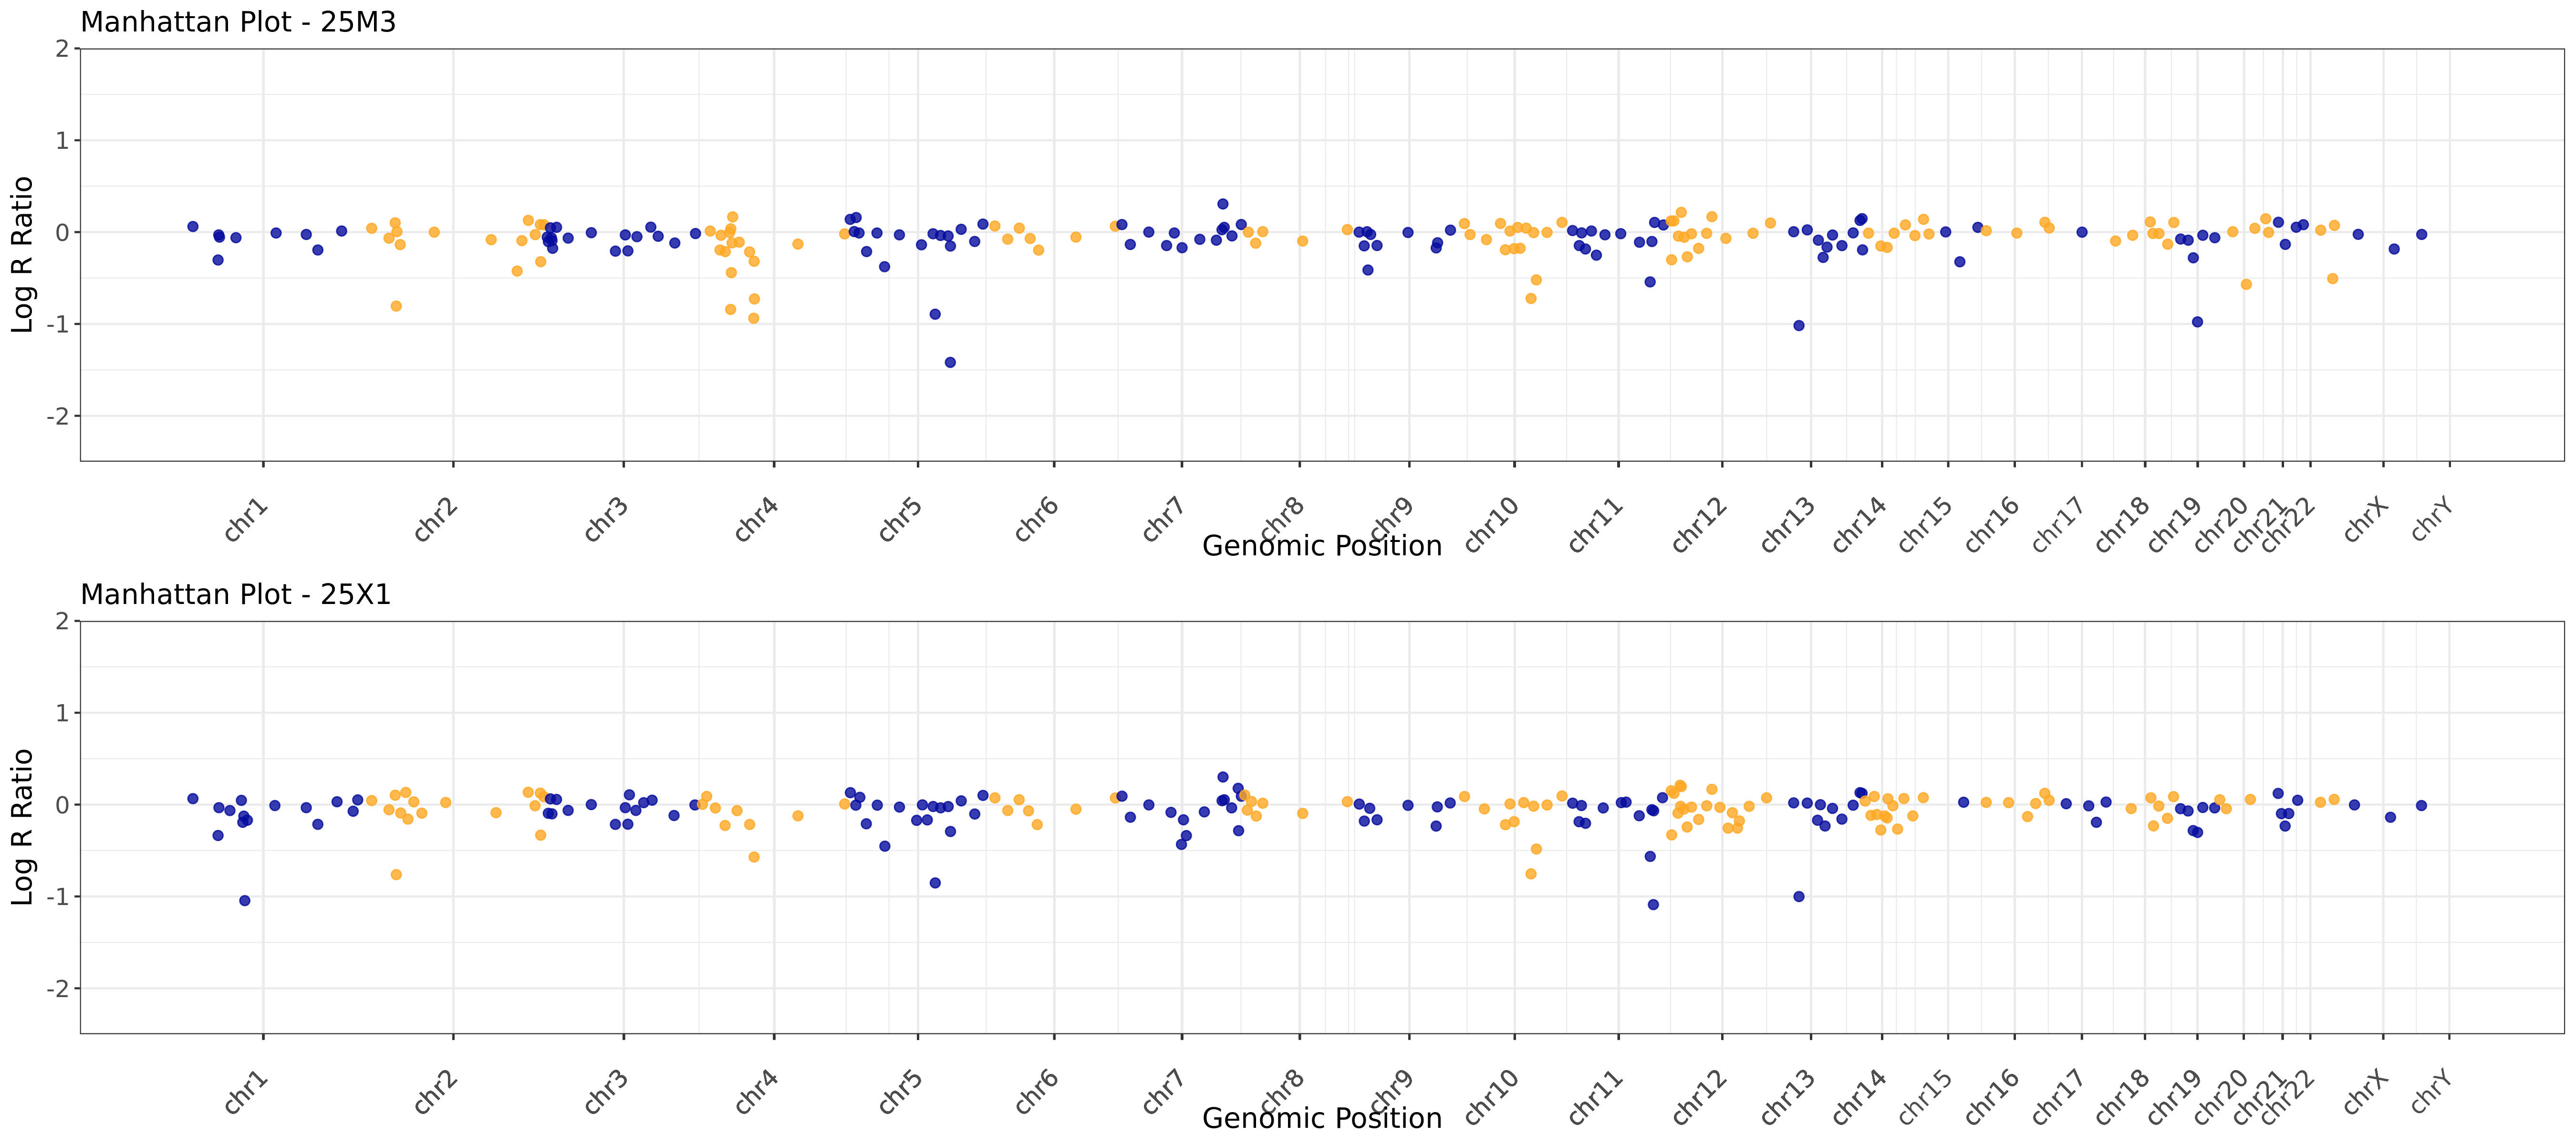 Manhattan Plot - 25M3
2
1
0
-1
-2
Log R Ratio
chr1 chr2 chr3 chr4 chr5 chr6 chr7 chr8 chr9 chr10 chr11 chr12 chr13 chr14 chr15 chr16 chr17 chr18 chr19 chr20 chr21 chr22 chrX chrY
Genomic Position
Manhattan Plot - 25X1
2
1
0
-1
-2
Log R Ratio
chr1 chr2 chr3 chr4 chr5 chr6 chr7 chr8 chr9 chr10 chr11 chr12 chr13 chr14 chr15 chr16 chr17 chr18 chr19 chr20 chr21 chr22 chrX chrY
Genomic Position